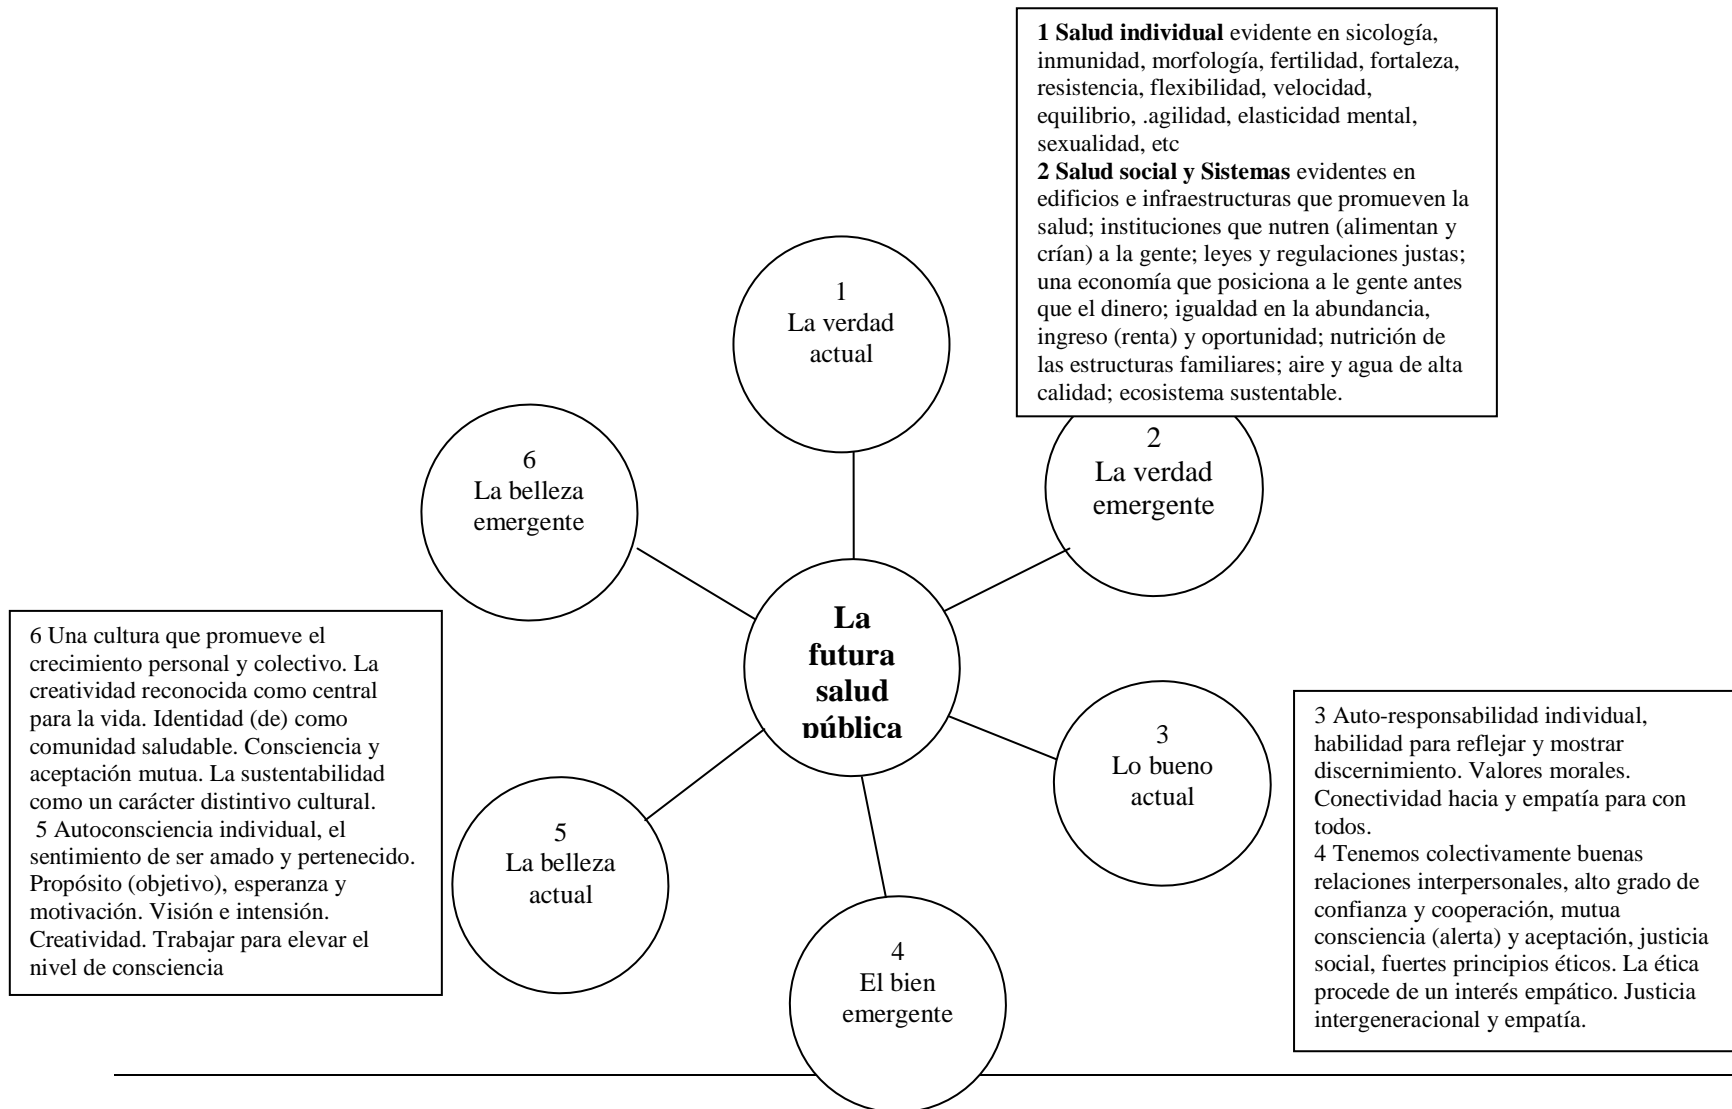 1 Salud individual evidente en sicología,
inmunidad, morfología, fertilidad, fortaleza,
resistencia, flexibilidad, velocidad,
equilibrio, .agilidad, elasticidad mental,
sexualidad, etc
2 Salud social y Sistemas evidentes en
edificios e infraestructuras que promueven la
salud; instituciones que nutren (alimentan y
crían) a la gente; leyes y regulaciones justas;
una economía que posiciona a le gente antes
que el dinero; igualdad en la abundancia,
ingreso (renta) y oportunidad; nutrición de
las estructuras familiares; aire y agua de alta
calidad; ecosistema sustentable.
1
La verdad
actual
2
La verdad
emergente
6
La belleza
emergente
La
futura
salud
pública
6 Una cultura que promueve el
crecimiento personal y colectivo. La
creatividad reconocida como central
para la vida. Identidad (de) como
comunidad saludable. Consciencia y
aceptación mutua. La sustentabilidad
como un carácter distintivo cultural.
5 Autoconsciencia individual, el
sentimiento de ser amado y pertenecido.
Propósito (objetivo), esperanza y
motivación. Visión e intensión.
Creatividad. Trabajar para elevar el
nivel de consciencia
3
Lo bueno
actual
3 Auto-responsabilidad individual,
habilidad para reflejar y mostrar
discernimiento. Valores morales.
Conectividad hacia y empatía para con
todos.
4 Tenemos colectivamente buenas
relaciones interpersonales, alto grado de
confianza y cooperación, mutua
consciencia (alerta) y aceptación, justicia
social, fuertes principios éticos. La ética
procede de un interés empático. Justicia
intergeneracional y empatía.
5
La belleza
actual
4
El bien
emergente